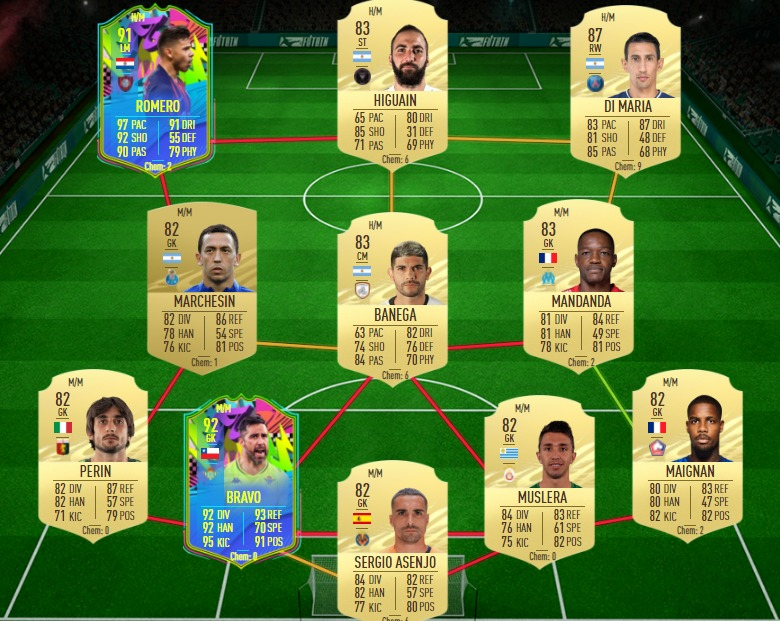 FUTBIN
FUTBIN
H/M
83
ST
HIGUAIN
65 PAC 80 DRI
85 SHO 31 DEF
71 PAS 69 PHY
Chem: 6
M/M
91
LM
ROMERO
97 PAC 91 DRI
92 SHO 55 DEF
90 PAS 79 PHY
Chem: 2
H/M
87
RW
DI MARIA
83 PAC 87 DRI
81 SHO 48 DEF
85 PAS 68 PHY
Chem: 9
M/M
82
GK
MARCHESIN
82 DIV 86 REF
78 HAN 54 SPE
76 KIC 81 POS
Chem: 1
H/M
83
CM
BANEGA
63 PAC 82 DRI
74 SHO 76 DEF
84 PAS 70 PHY
Chem: 6
M/M
83
GK
MANDANDA
81 DIV 84 REF
81 HAN 49 SPE
78 KIC 81 POS
Chem: 2
M/M
82
GK
PERIN
82 DIV 87 REF
82 HAN 57 SPE
71 KIC 79 POS
Chem: 0
M/M
92
GK
BRAVO
92 DIV 93 REF
92 HAN 70 SPE
95 KIC 91 POS
Chem: 0
M/M
82
GK
SERGIO ASENJO
84 DIV 82 REF
82 HAN 57 SPE
77 KIC 80 POS
Chem: 6
M/M
82
GK
MUSLERA
84 DIV 83 REF
76 HAN 61 SPE
75 KIC 82 POS
Chem: 0
M/M
82
GK
MAIGNAN
80 DIV 83 REF
80 HAN 47 SPE
82 KIC 82 POS
Chem: 2